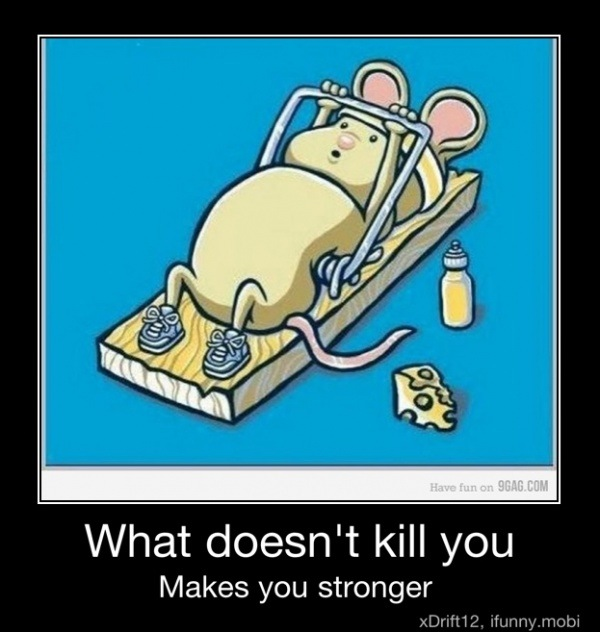 Have fun on 9GAG.COM
What doesn't kill you
Makes you stronger
xDrift12, ifunny.mobi